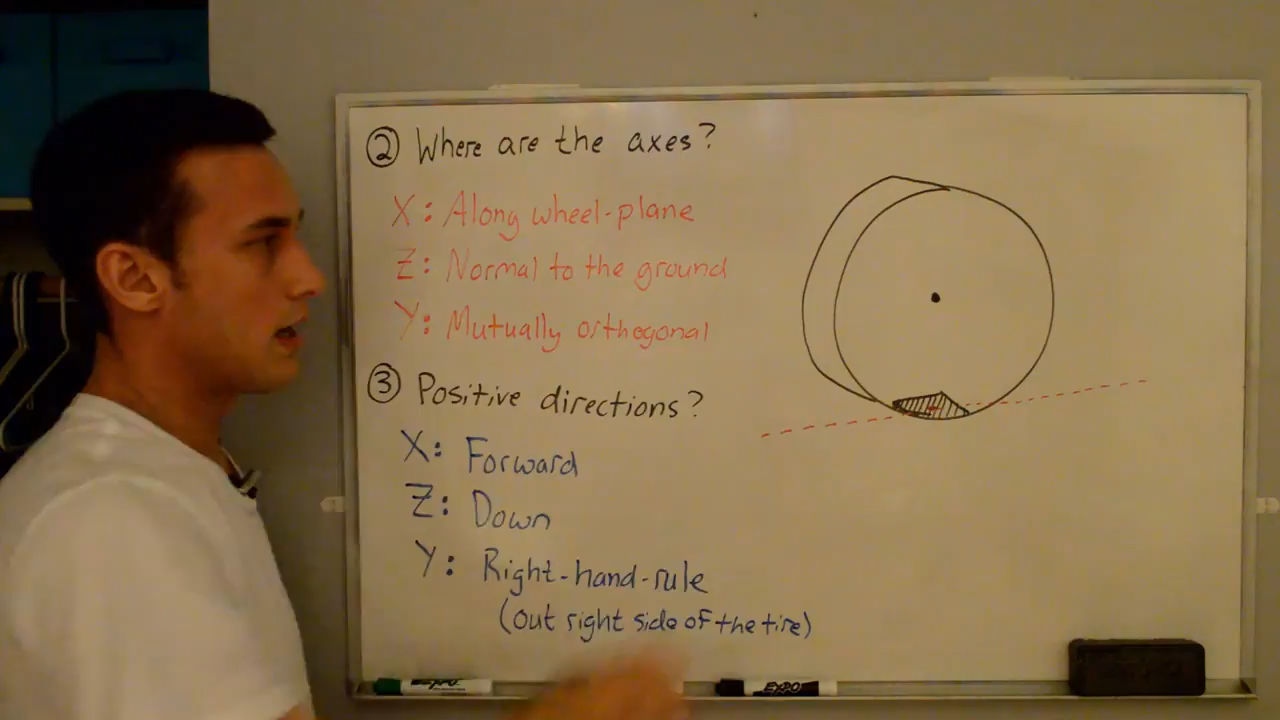 ② Where are the axes?
X: Along wheel-plane
Z: Normal to the ground
Y: Mutually orthogonal
③ Positive directions?
X: Forward
Z: Down
Y: Right-hand-rule
(out right side of the tire)
EXPO
EXPO